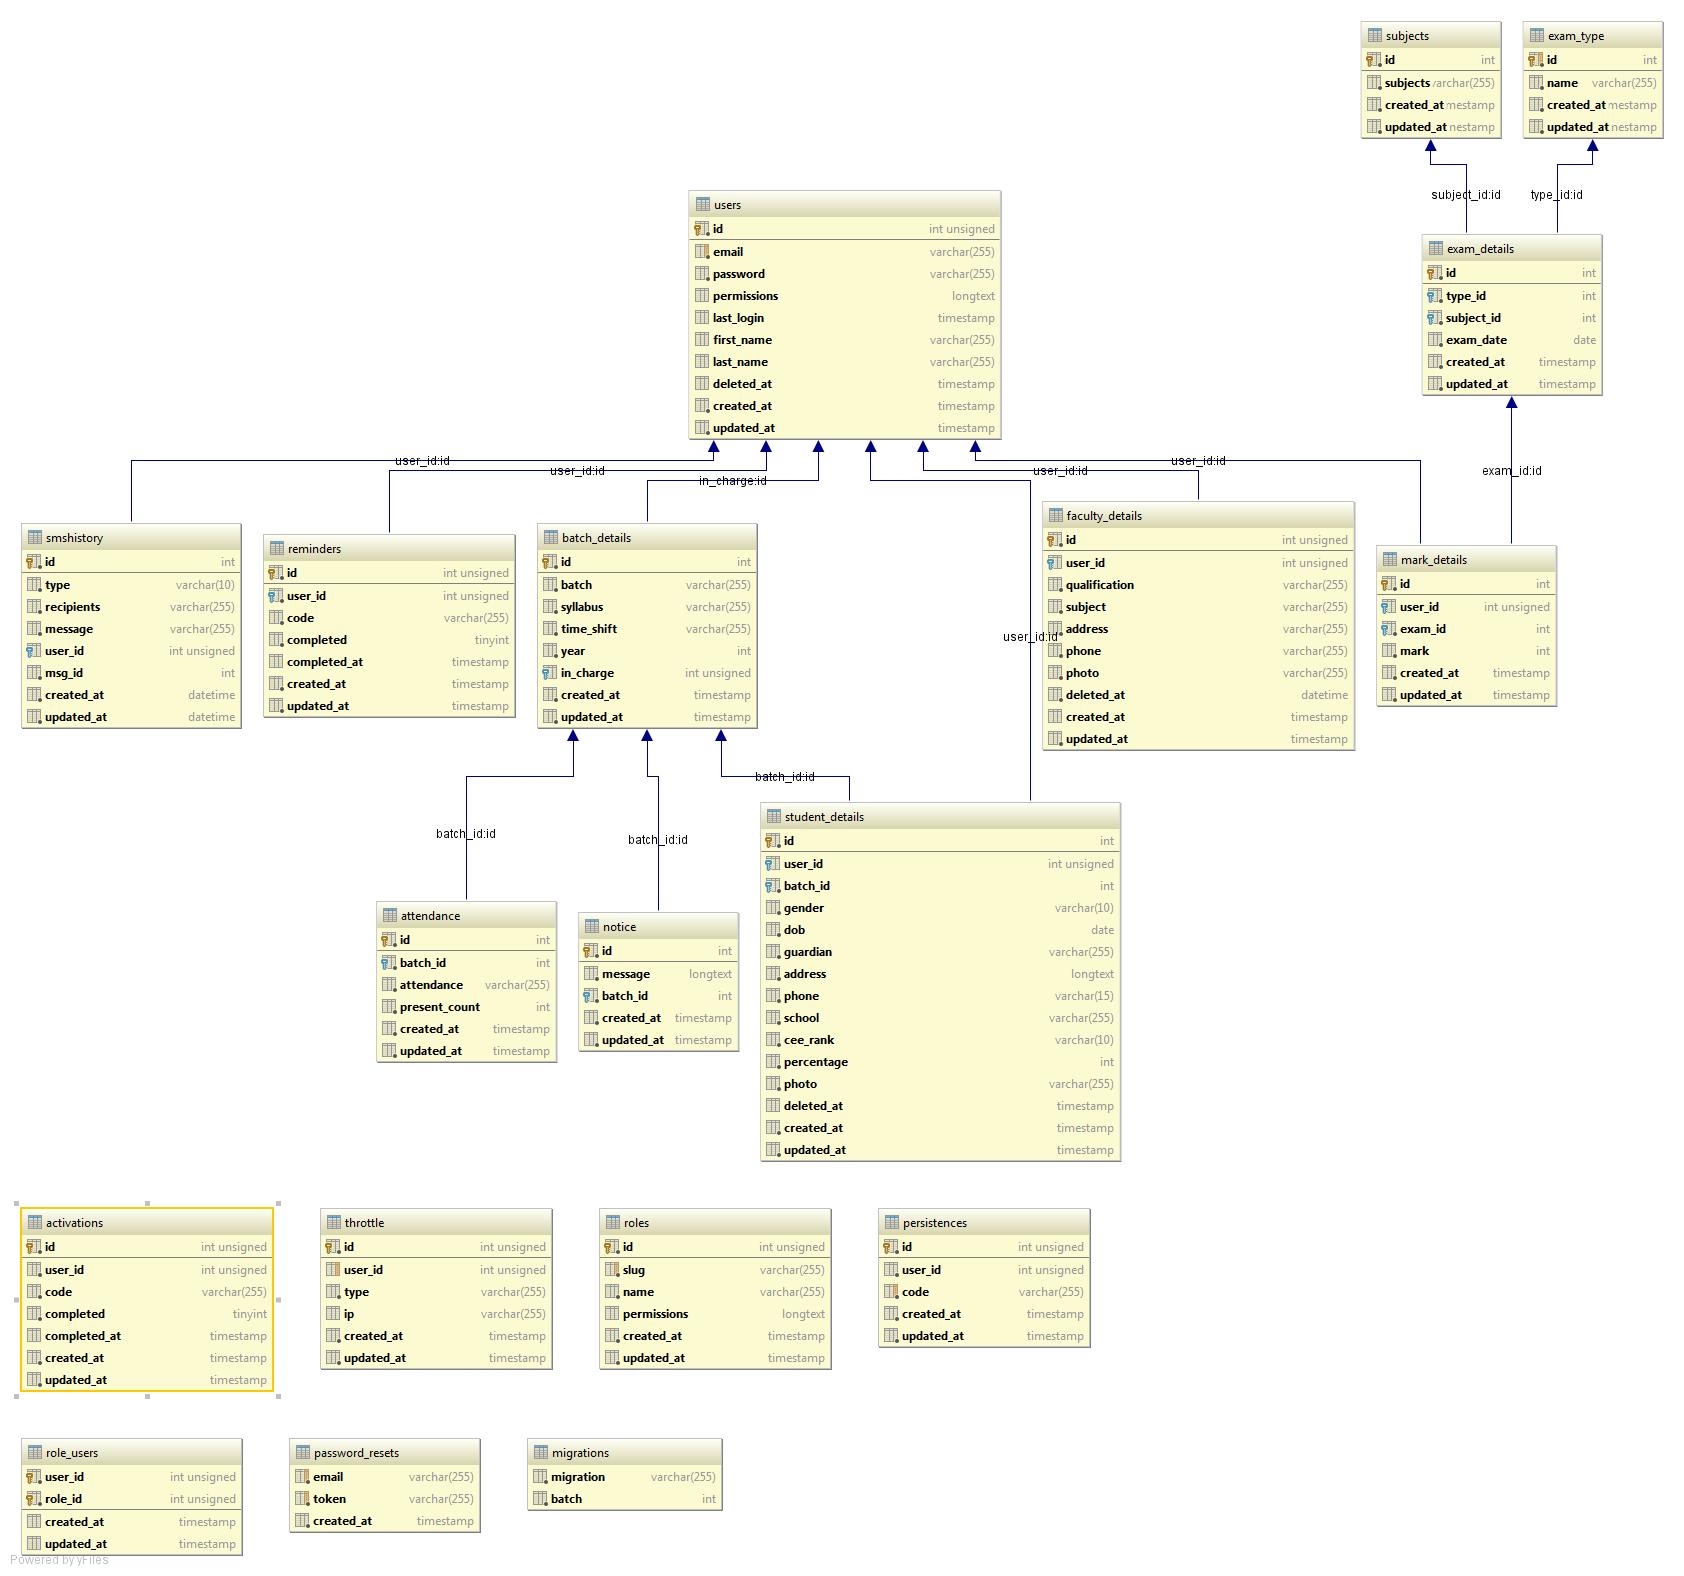 subjects
id int
subjects varchar(255)
created_at mestamp
updated_at nestamp
exam_type
id int
name varchar(255)
created_at mestamp
updated_at nestamp
subject_id:id
type_id:id
users
id int unsigned
email varchar(255)
password varchar(255)
permissions longtext
last_login timestamp
first_name varchar(255)
last_name varchar(255)
deleted_at timestamp
created_at timestamp
updated_at timestamp
exam_details
id int
type_id int
subject_id int
exam_date date
created_at timestamp
updated_at timestamp
user_id:id
user_id:id
in_charge:id
user_id:id
user_id:id
exam_id:id
smshistory
id int
type varchar(10)
recipients varchar(255)
message varchar(255)
user_id int unsigned
msg_id int
created_at datetime
updated_at datetime
reminders
id int unsigned
user_id int unsigned
code varchar(255)
completed tinyint
completed_at timestamp
created_at timestamp
updated_at timestamp
batch_details
id int
batch varchar(255)
syllabus varchar(255)
time_shift varchar(255)
year int
in_charge int unsigned
created_at timestamp
updated_at timestamp
user_id:id
faculty_details
id int unsigned
user_id int unsigned
qualification varchar(255)
subject varchar(255)
address varchar(255)
phone varchar(255)
photo varchar(255)
deleted_at datetime
created_at timestamp
updated_at timestamp
mark_details
id int
user_id int unsigned
exam_id int
mark int
created_at timestamp
updated_at timestamp
batch_id:id
batch_id:id
batch_id:id
attendance
id int
batch_id int
attendance varchar(255)
present_count int
created_at timestamp
updated_at timestamp
notice
id int
message longtext
batch_id int
created_at timestamp
updated_at timestamp
student_details
id int
user_id int unsigned
batch_id int
gender varchar(10)
dob date
guardian varchar(255)
address longtext
phone varchar(15)
school varchar(255)
cee_rank varchar(10)
percentage int
photo varchar(255)
deleted_at timestamp
created_at timestamp
updated_at timestamp
activations
id int unsigned
user_id int unsigned
code varchar(255)
completed tinyint
completed_at timestamp
created_at timestamp
updated_at timestamp
throttle
id int unsigned
user_id int unsigned
type varchar(255)
ip varchar(255)
created_at timestamp
updated_at timestamp
roles
id int unsigned
slug varchar(255)
name varchar(255)
permissions longtext
created_at timestamp
updated_at timestamp
persistences
id int unsigned
user_id int unsigned
code varchar(255)
created_at timestamp
updated_at timestamp
role_users
user_id int unsigned
role_id int unsigned
created_at timestamp
updated_at timestamp
password_resets
email varchar(255)
token varchar(255)
created_at timestamp
migrations
migration varchar(255)
batch int
Powered by yFiles